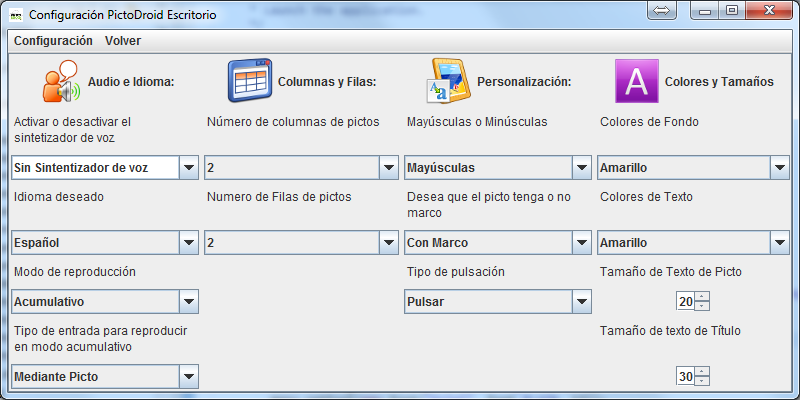 Configuración PictoDroid Escritorio
Configuración Volver
Audio e Idioma:
Columnas y Filas:
Personalización:
Colores y Tamaños
Activar o desactivar el
sintetizador de voz
Número de columnas de pictos
Mayúsculas o Minúsculas
Colores de Fondo
Sin Sintentizador de voz
2
Mayúsculas
Amarillo
Idioma deseado
Numero de Filas de pictos
Desea que el picto tenga o no
marco
Colores de Texto
Español
2
Con Marco
Amarillo
Modo de reproducción
Tipo de pulsación
Tamaño de Texto de Picto
Acumulativo
Pulsar
20
Tipo de entrada para reproducir
en modo acumulativo
Tamaño de texto de Título
Mediante Picto
30